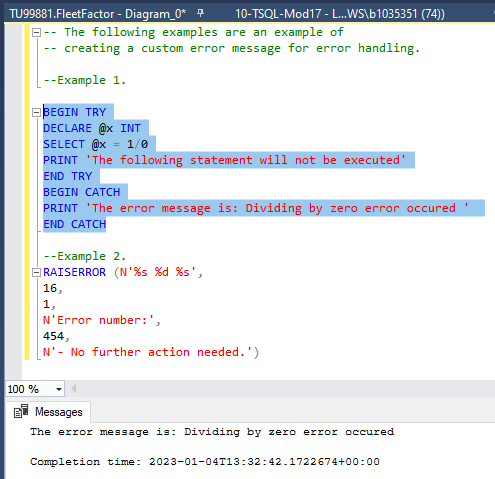 TU99881.FleetFactor - Diagram_0* 10-TSQL-Mod17 - L...WS\b1035351 (74))
-- The following examples are an example of
-- creating a custom error message for error handling.
--Example 1.
BEGIN TRY
DECLARE @x INT
SELECT @x = 1/0
PRINT 'The following statement will not be executed'
END TRY
BEGIN CATCH
PRINT 'The error message is: Dividing by zero error occured '
END CATCH
--Example 2.
RAISERROR (N'%s %d %s',
16,
1,
N'Error number:',
454,
N'- No further action needed.')
100 %
Messages
The error message is: Dividing by zero error occured
Completion time: 2023-01-04T13:32:42.1722674+00:00